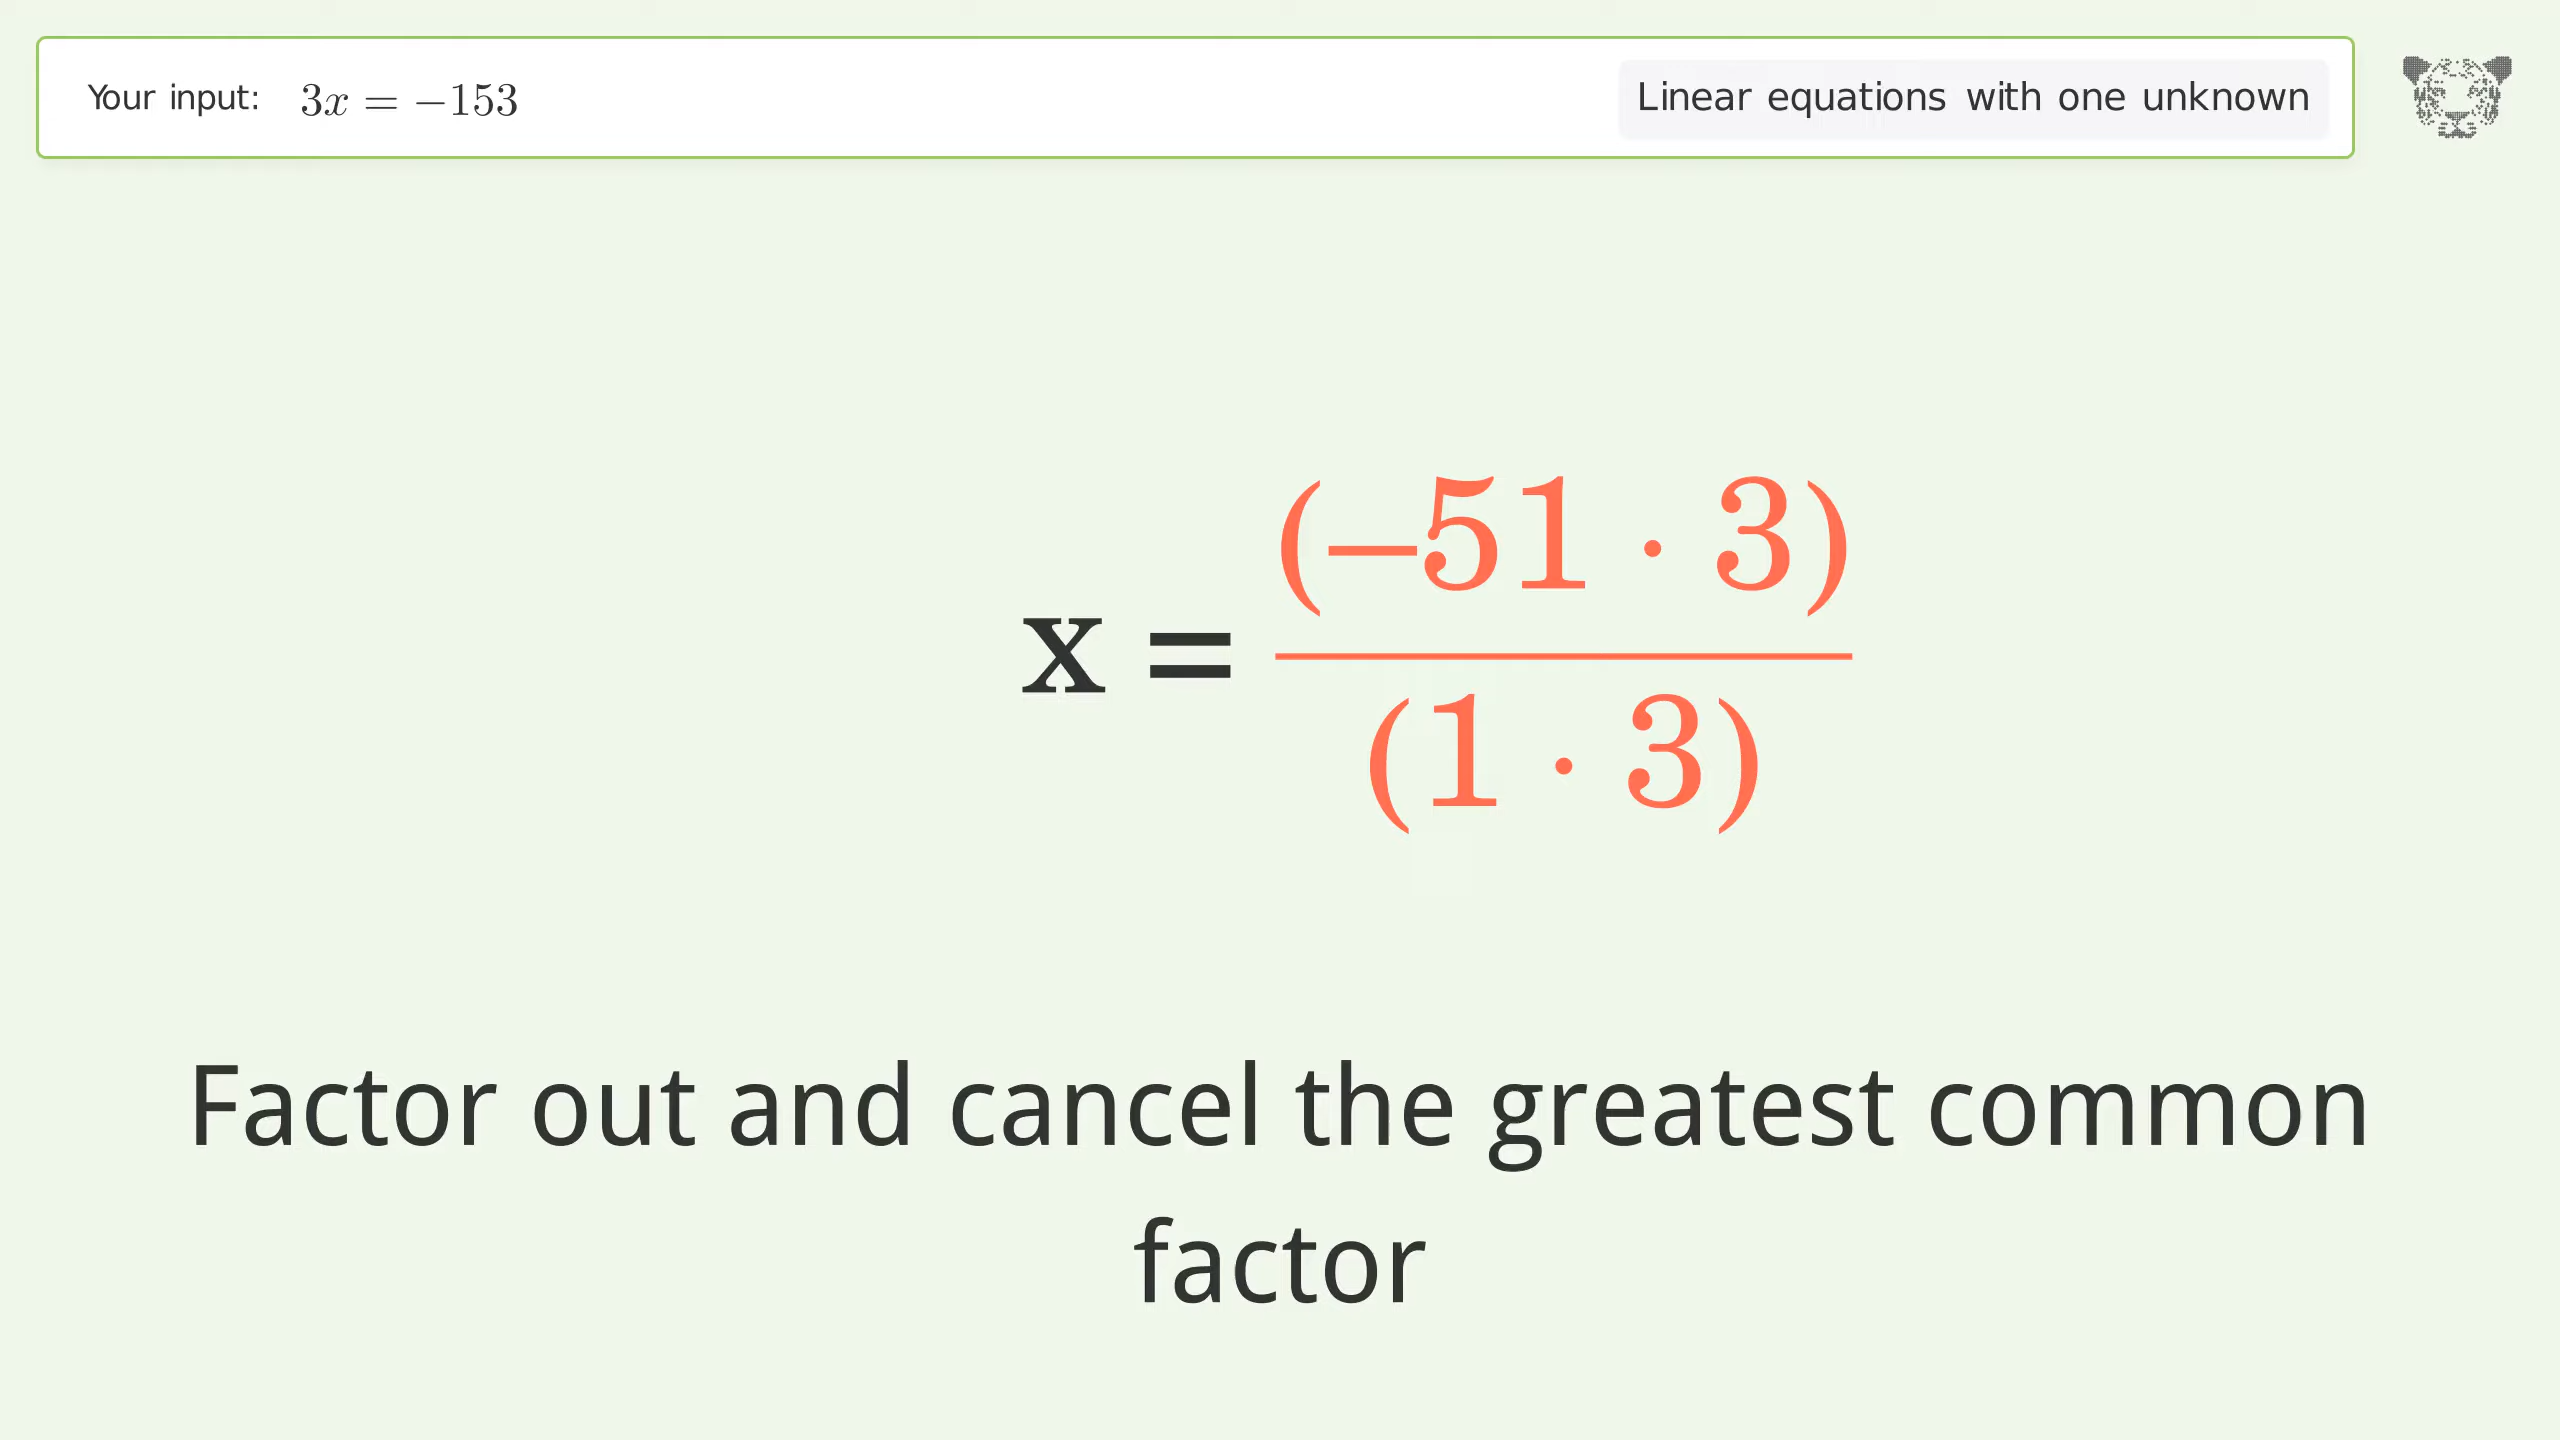 Your input: 3x = −153
Linear equations with one unknown
x = (−51 · 3) / (1 · 3)
Factor out and cancel the greatest common
factor